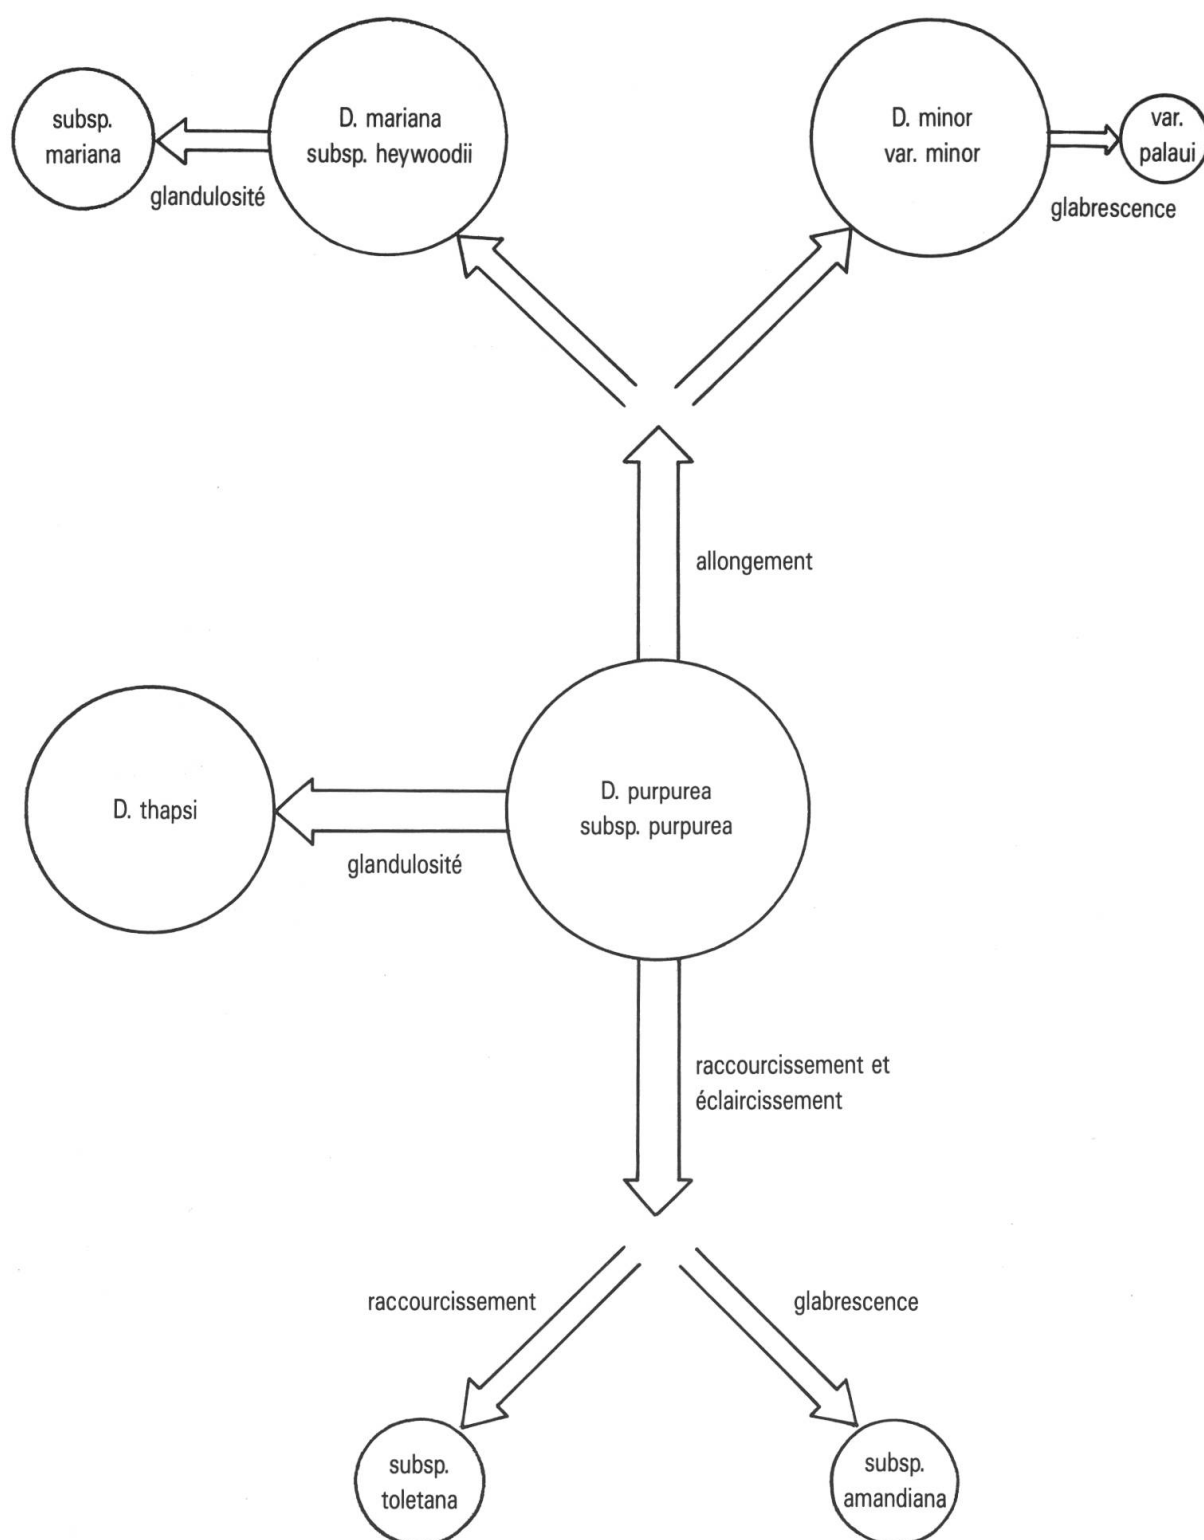 subsp.
mariana
glandulosité
D. mariana
subsp. heywoodii
D. minor
var. minor
var.
palaui
glabrescence
allongement
D. thapsi
glandulosité
D. purpurea
subsp. purpurea
raccourcissement et
éclaircissement
raccourcissement
glabrescence
subsp.
toletana
subsp.
amandiana